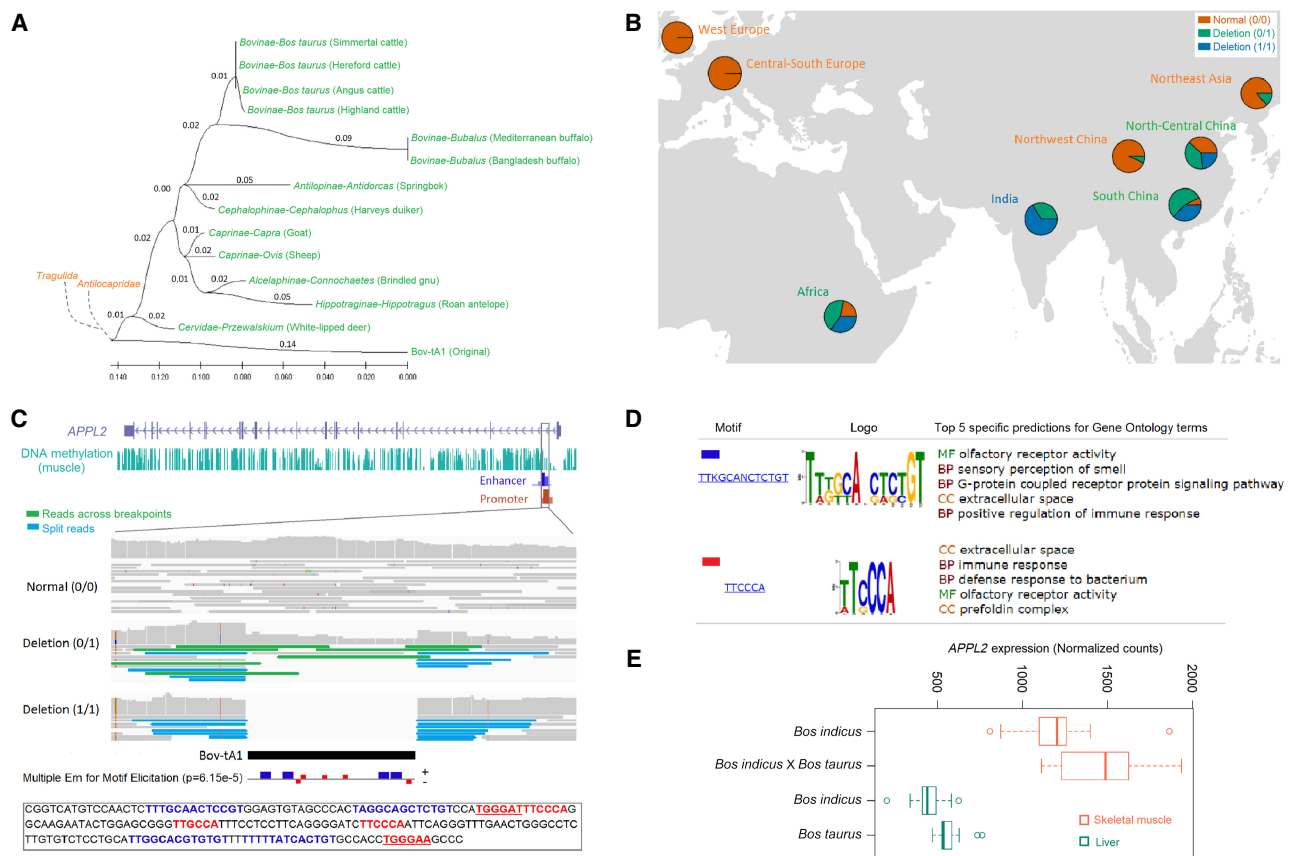 A
Bovinae-Bos taurus (Simmertal cattle)
Bovinae-Bos taurus (Hereford cattle)
0.01
Bovinae-Bos taurus (Angus cattle)
Bovinae-Bos taurus (Highland cattle)
0.02
0.09
Bovinae-Bubalus (Mediterranean buffalo)
Bovinae-Bubalus (Bangladesh buffalo)
0.05
Antilopinae-Antidorcas (Springbok)
0.00
0.02
Cephalophinae-Cephalophus (Harveys duiker)
0.01
Caprinae-Capra (Goat)
0.02
0.02
Caprinae-Ovis (Sheep)
Tragulida
Antilocapridae
0.01
0.02
Alcelaphinae-Connochaetes (Brindled gnu)
0.05
Hippotraginae-Hippotragus (Roan antelope)
0.01
0.02
Cervidae-Przewalskium (White-lipped deer)
0.14
Bov-tA1 (Original)
0.140 0.120 0.100 0.080 0.060 0.040 0.020 0.000
B
Normal (0/0)
Deletion (0/1)
Deletion (1/1)
West Europe
Central-South Europe
Northeast Asia
North-Central China
Northwest China
South China
India
Africa
C
APPL2
DNA methylation
(muscle)
Enhancer
Promoter
Reads across breakpoints
Split reads
Normal (0/0)
Deletion (0/1)
Deletion (1/1)
Bov-tA1
Multiple Em for Motif Elicitation (p=6.15e-5)
+
-
CGGTCATGTCCAACTCTTTGCAACTCCGTGGAGTGTAGCCCACTAGGCAGCTCTGTCCATGGGATTTCCCAG
GCAAGAATACTGGAGCGGGTTGCCATTTCCTCCTTCAGGGGATCTTCCCAATTCAGGGTTTGAACTGGGCCTC
TTGTGTCTCCTGCATTGGCACGTGTGTTTTTTTATCACTGTGCCACCTGGGAAGCCC
D
Motif
Logo
Top 5 specific predictions for Gene Ontology terms
TTKGCANCTCTGT
MF olfactory receptor activity
BP sensory perception of smell
BP G-protein coupled receptor protein signaling pathway
CC extracellular space
BP positive regulation of immune response
TTCCCA
CC extracellular space
BP immune response
BP defense response to bacterium
MF olfactory receptor activity
CC prefoldin complex
E
APPL2 expression (Normalized counts)
500
1000
1500
2000
Bos indicus
Bos indicus X Bos taurus
Bos indicus
Bos taurus
Skeletal muscle
Liver